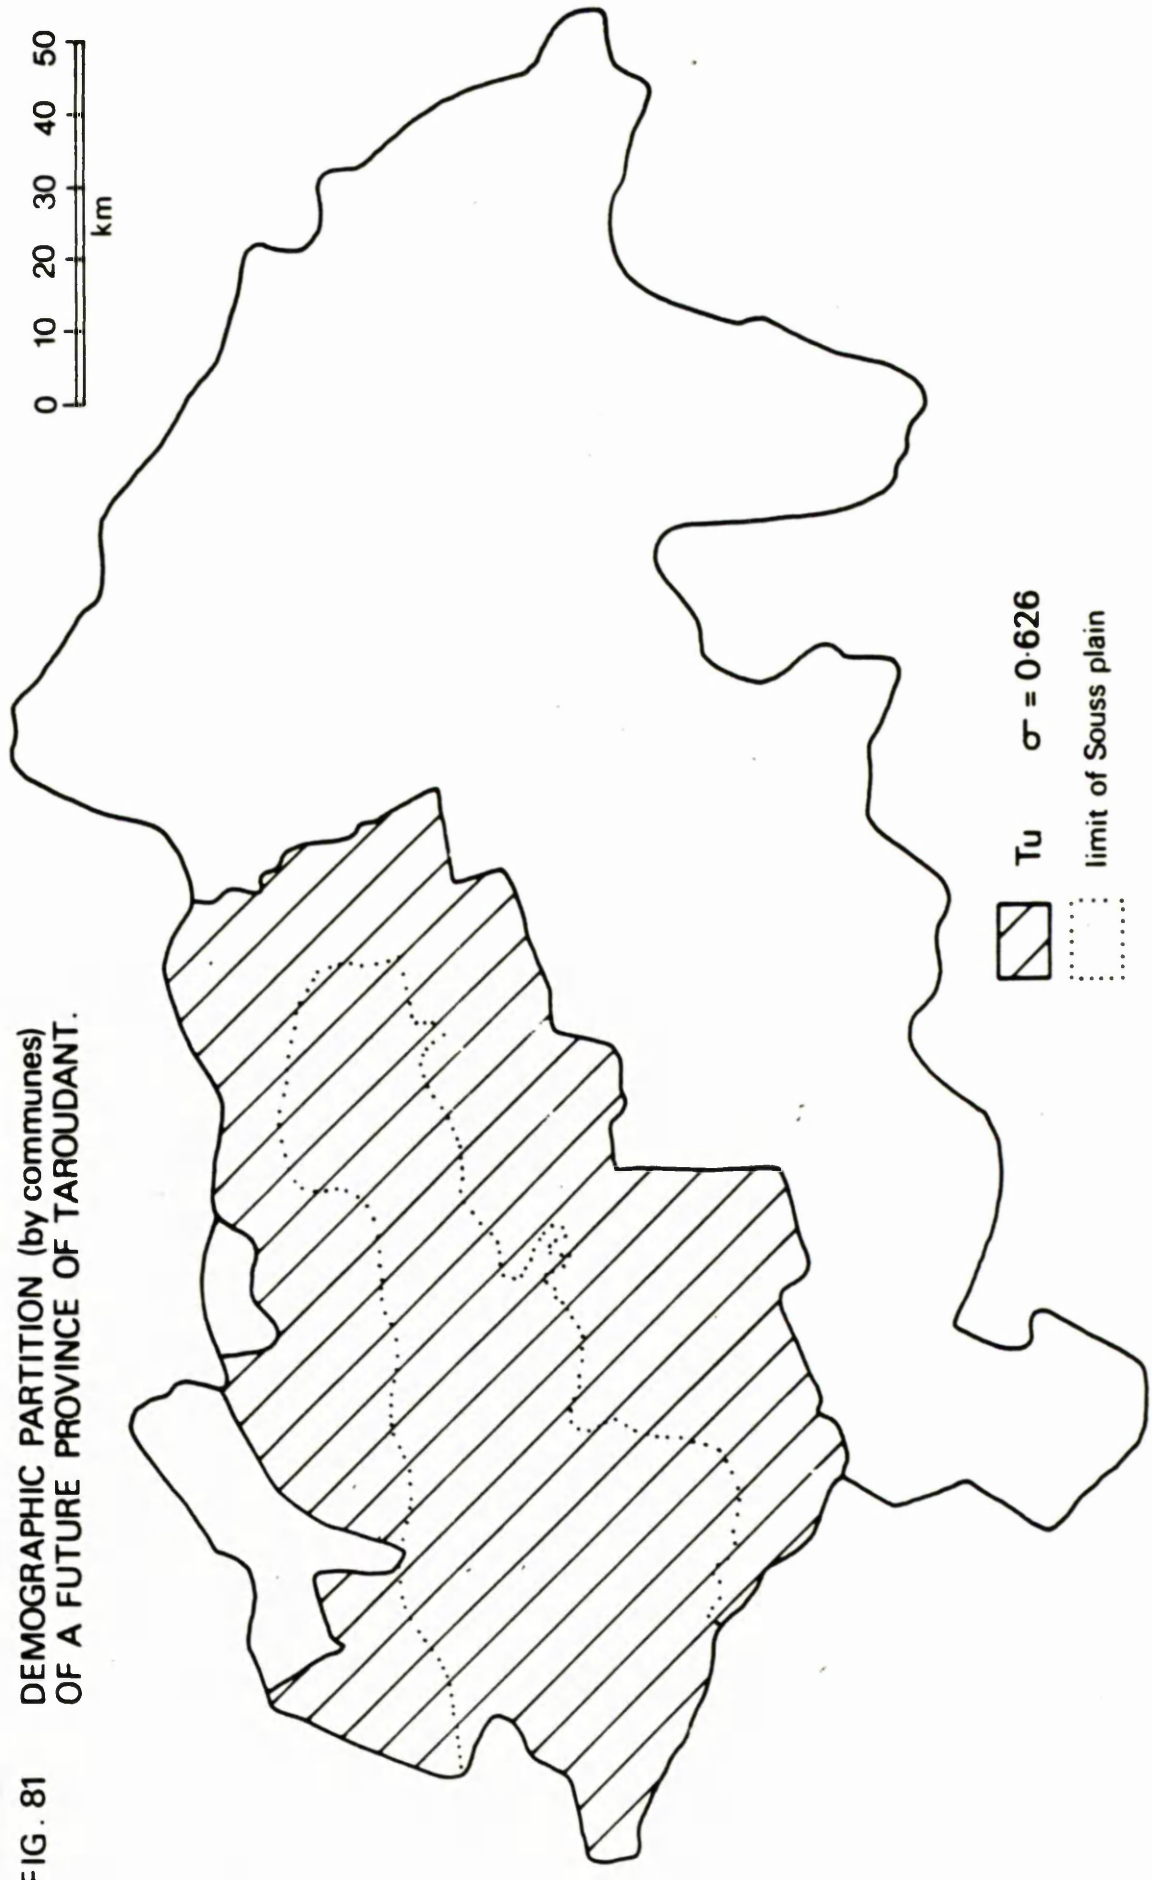 FIG. 81 DEMOGRAPHIC PARTITION (by communes)
OF A FUTURE PROVINCE OF TAROUDANT.
0 10 20 30 40 50
km
Tu σ = 0·626
limit of Souss plain